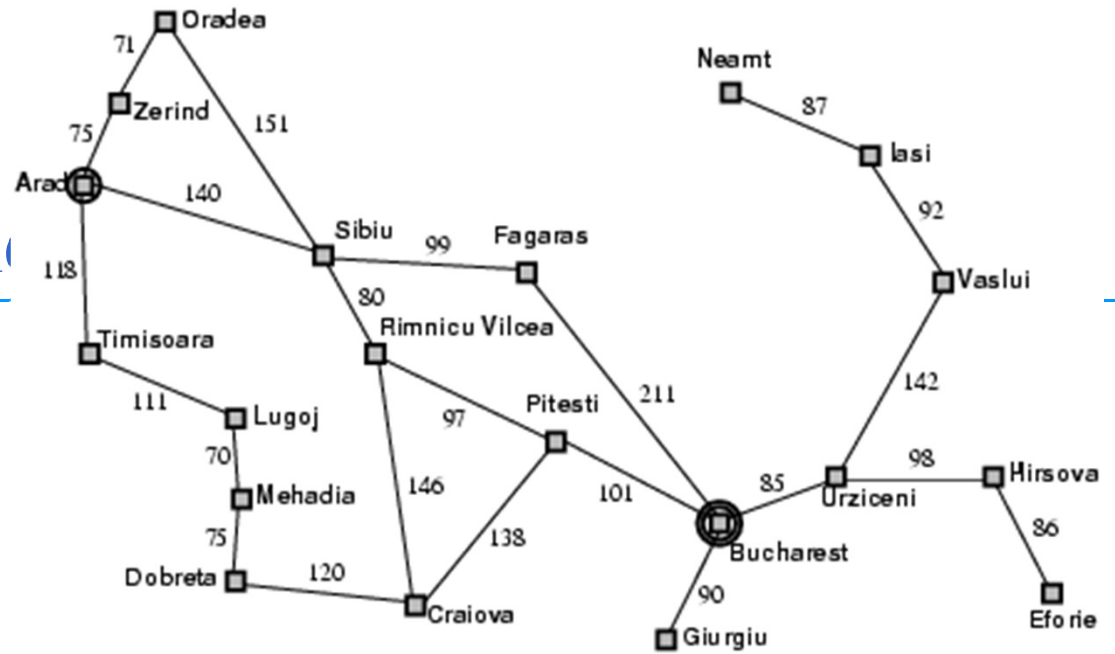 Oradea
71
Neamt
Zerind
87
75
151
Iasi
Arad
140
92
Sibiu
99
Fagaras
118
Vaslui
80
Rimnicu Vilcea
Timisoara
142
111
211
Pitesti
Lugoj
97
70
98
Hirsova
146
101
85
Urziceni
Mehadia
86
75
138
Bucharest
Dobreta
120
90
Craiova
Eforie
Giurgiu